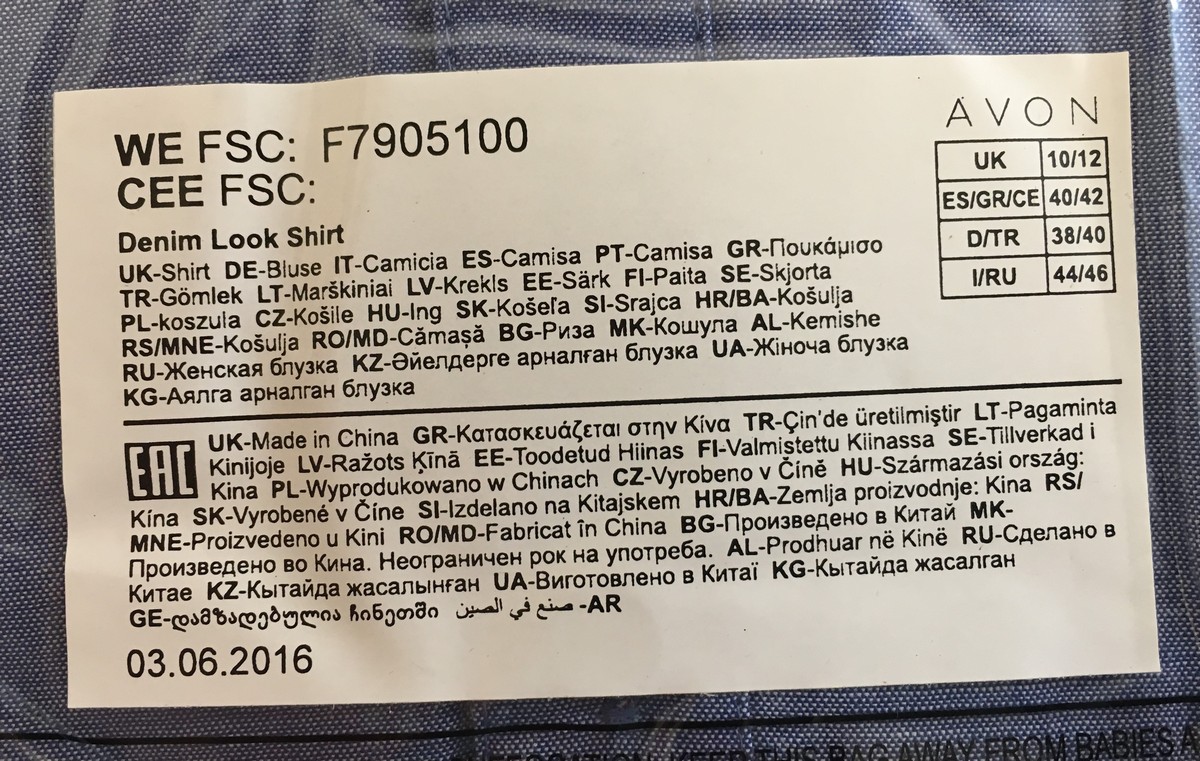 WE FSC: F7905100
CEE FSC:
Denim Look Shirt
UK-Shirt DE-Bluse IT-Camicia ES-Camisa PT-Camisa GR-Πουκάμισο
TR-Gömlek LT-Marškiniai LV-Krekls EE-Särk FI-Paita SE-Skjorta
PL-koszula CZ-Košile HU-Ing SK-Košeľa SI-Srajca HR/BA-Košulja
RS/MNE-Košulja RO/MD-Cămaşă BG-Риза MK-Кошула AL-Kemishe
RU-Женская блузка KZ-Әйелдерге арналған блузка UA-Жіноча блузка
KG-Аялга арналган блузка
AVON
UK 10/12
ES/GR/CE 40/42
D/TR 38/40
I/RU 44/46
EAC
UK-Made in China GR-Κατασκευάζεται στην Κίνα TR-Çin'de üretilmiştir LT-Pagaminta
Kinijoje LV-Ražots Ķīnā EE-Toodetud Hiinas FI-Valmistettu Kiinassa SE-Tillverkad i
Kina PL-Wyprodukowano w Chinach CZ-Vyrobeno v Číně HU-Származási ország:
Kína SK-Vyrobené v Číne SI-Izdelano na Kitajskem HR/BA-Zemlja proizvodnje: Kina RS/
MNE-Proizvedeno u Kini RO/MD-Fabricat în China BG-Произведено в Китай MK-
Произведено во Кина. Неограничен рок на употреба. AL-Prodhuar në Kinë RU-Сделано в
Китае KZ-Кытайда жасалынған UA-Виготовлено в Китаї KG-Кытайда жасалган
GE-დამზადებულია ჩინეთში صنع في الصين -AR
03.06.2016
KEEP THIS BAG AWAY FROM BABIES A